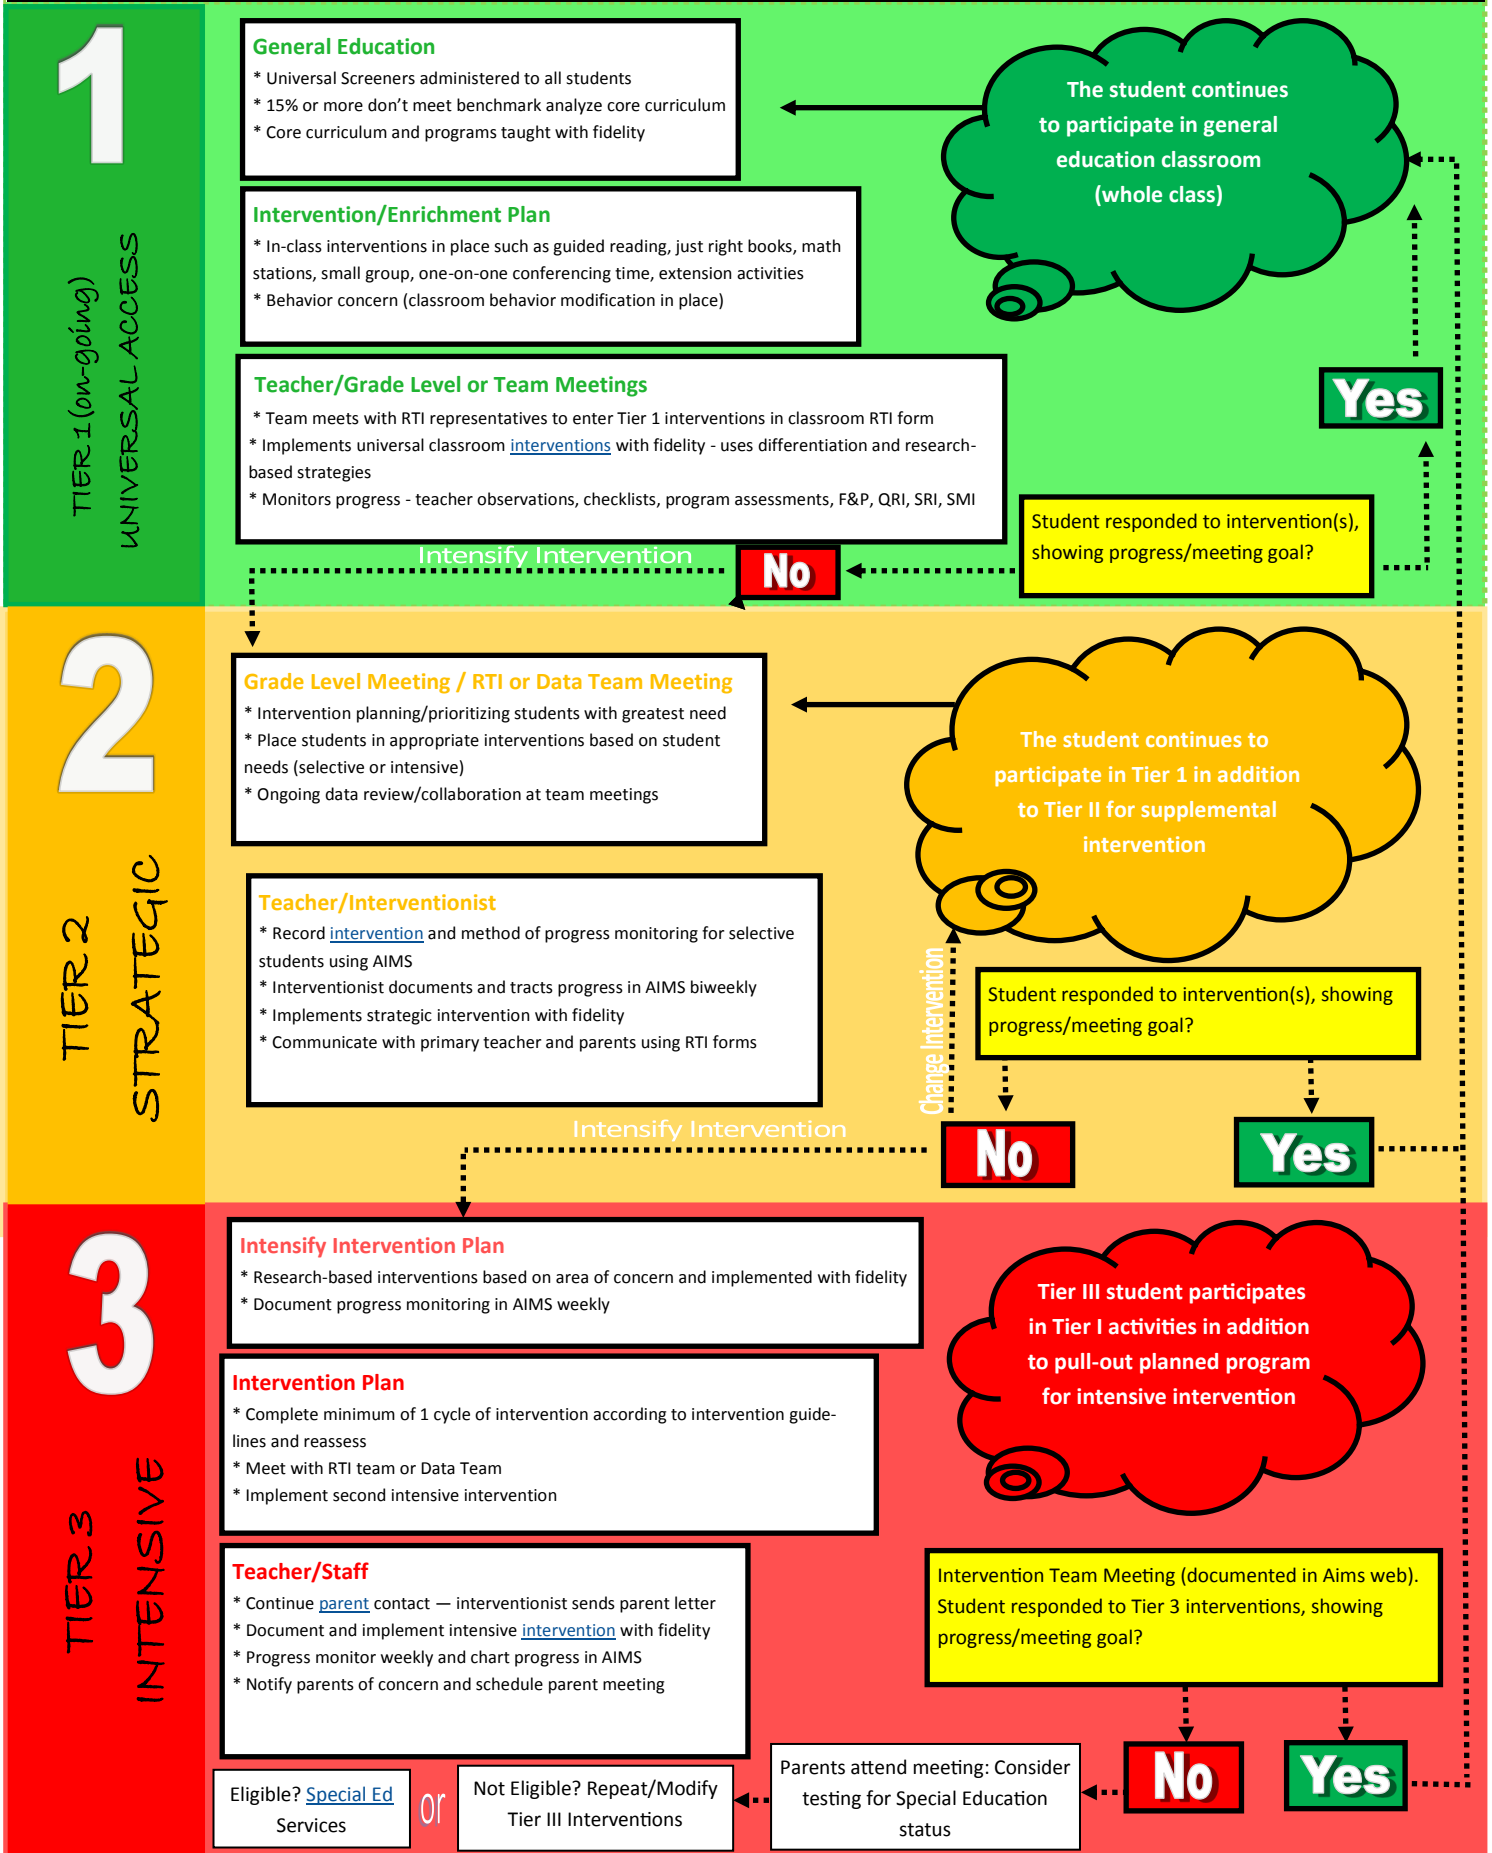 1
TIER 1 (on-going)
UNIVERSAL ACCESS
General Education
* Universal Screeners administered to all students
* 15% or more don’t meet benchmark analyze core curriculum
* Core curriculum and programs taught with fidelity
The student continues
to participate in general
education classroom
(whole class)
Intervention/Enrichment Plan
* In-class interventions in place such as guided reading, just right books, math
stations, small group, one-on-one conferencing time, extension activities
* Behavior concern (classroom behavior modification in place)
Teacher/Grade Level or Team Meetings
* Team meets with RTI representatives to enter Tier 1 interventions in classroom RTI form
* Implements universal classroom interventions with fidelity - uses differentiation and research-
based strategies
* Monitors progress - teacher observations, checklists, program assessments, F&P, QRI, SRI, SMI
Yes
Student responded to intervention(s),
showing progress/meeting goal?
No
Intensify Intervention
2
TIER 2
STRATEGIC
Grade Level Meeting / RTI or Data Team Meeting
* Intervention planning/prioritizing students with greatest need
* Place students in appropriate interventions based on student
needs (selective or intensive)
* Ongoing data review/collaboration at team meetings
The student continues to
participate in Tier 1 in addition
to Tier II for supplemental
intervention
Teacher/Interventionist
* Record intervention and method of progress monitoring for selective
students using AIMS
* Interventionist documents and tracts progress in AIMS biweekly
* Implements strategic intervention with fidelity
* Communicate with primary teacher and parents using RTI forms
Change Intervention
Student responded to intervention(s), showing
progress/meeting goal?
No
Yes
Intensify Intervention
3
TIER 3
INTENSIVE
Intensify Intervention Plan
* Research-based interventions based on area of concern and implemented with fidelity
* Document progress monitoring in AIMS weekly
Tier III student participates
in Tier I activities in addition
to pull-out planned program
for intensive intervention
Intervention Plan
* Complete minimum of 1 cycle of intervention according to intervention guide-
lines and reassess
* Meet with RTI team or Data Team
* Implement second intensive intervention
Teacher/Staff
* Continue parent contact — interventionist sends parent letter
* Document and implement intensive intervention with fidelity
* Progress monitor weekly and chart progress in AIMS
* Notify parents of concern and schedule parent meeting
Intervention Team Meeting (documented in Aims web).
Student responded to Tier 3 interventions, showing
progress/meeting goal?
No
Yes
Parents attend meeting: Consider
testing for Special Education
status
Not Eligible? Repeat/Modify
Tier III Interventions
or
Eligible? Special Ed
Services